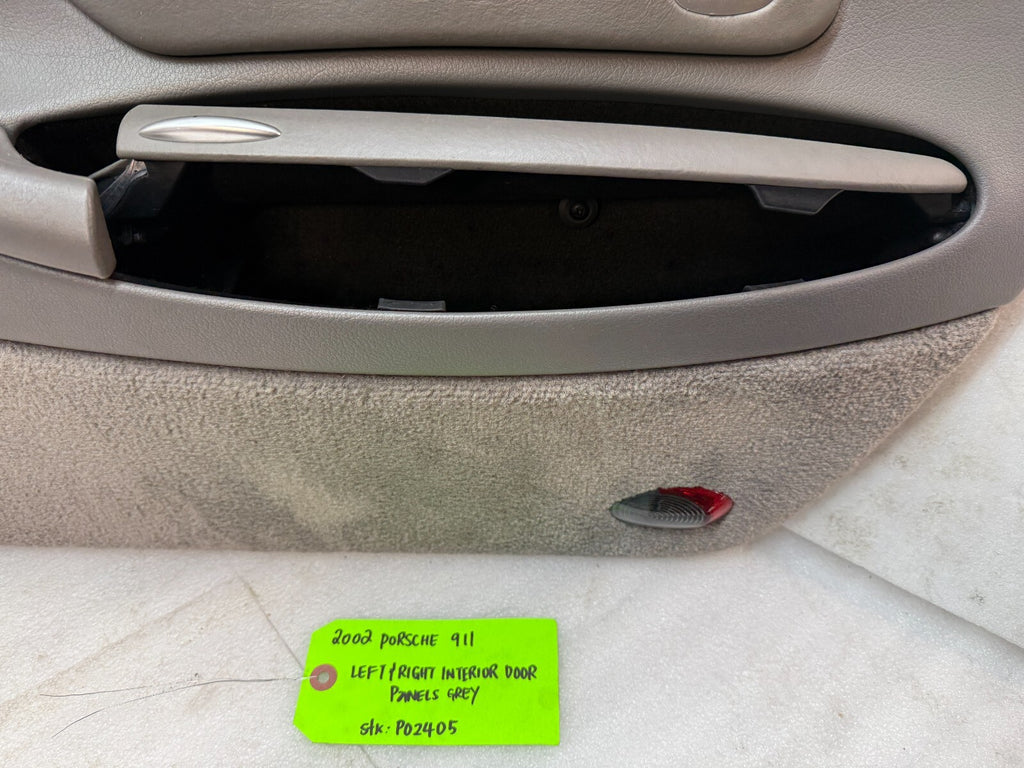 2002 PORSCHE 911
LEFT & RIGHT INTERIOR DOOR
PANELS GREY
stk: P02405